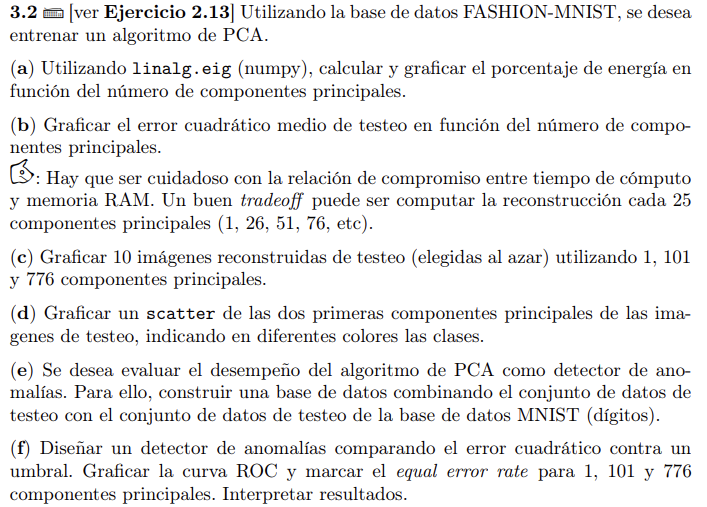 3.2 [ver Ejercicio 2.13] Utilizando la base de datos FASHION-MNIST, se desea
entrenar un algoritmo de PCA.
(a) Utilizando linalg.eig (numpy), calcular y graficar el porcentaje de energía en
función del número de componentes principales.
(b) Graficar el error cuadrático medio de testeo en función del número de compo-
nentes principales.
: Hay que ser cuidadoso con la relación de compromiso entre tiempo de cómputo
y memoria RAM. Un buen tradeoff puede ser computar la reconstrucción cada 25
componentes principales (1, 26, 51, 76, etc).
(c) Graficar 10 imágenes reconstruidas de testeo (elegidas al azar) utilizando 1, 101
y 776 componentes principales.
(d) Graficar un scatter de las dos primeras componentes principales de las ima-
genes de testeo, indicando en diferentes colores las clases.
(e) Se desea evaluar el desempeño del algoritmo de PCA como detector de ano-
malías. Para ello, construir una base de datos combinando el conjunto de datos de
testeo con el conjunto de datos de testeo de la base de datos MNIST (dígitos).
(f) Diseñar un detector de anomalías comparando el error cuadrático contra un
umbral. Graficar la curva ROC y marcar el equal error rate para 1, 101 y 776
componentes principales. Interpretar resultados.